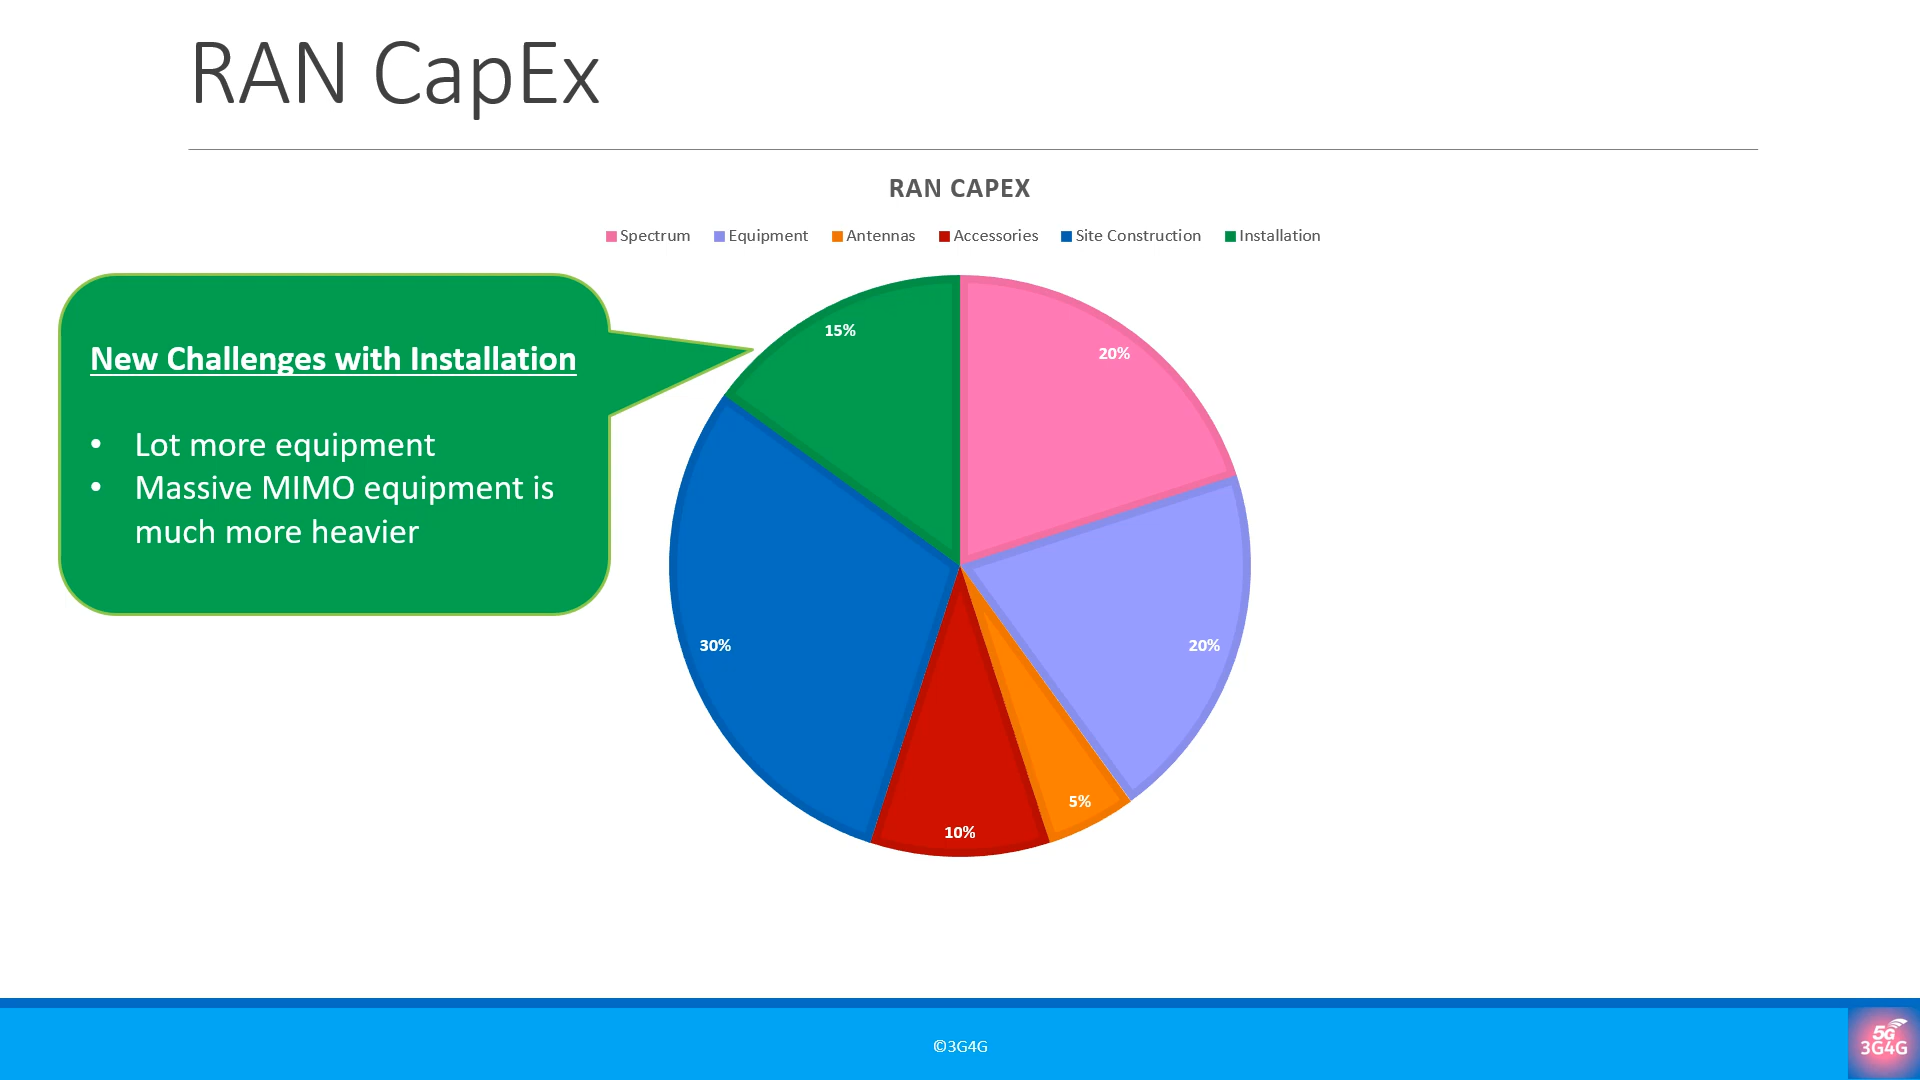 RAN CapEx
RAN CAPEX
Spectrum Equipment Antennas Accessories Site Construction Installation
New Challenges with Installation
• Lot more equipment
• Massive MIMO equipment is
much more heavier
15%
20%
30%
20%
5%
10%
©3G4G
5G
3G4G